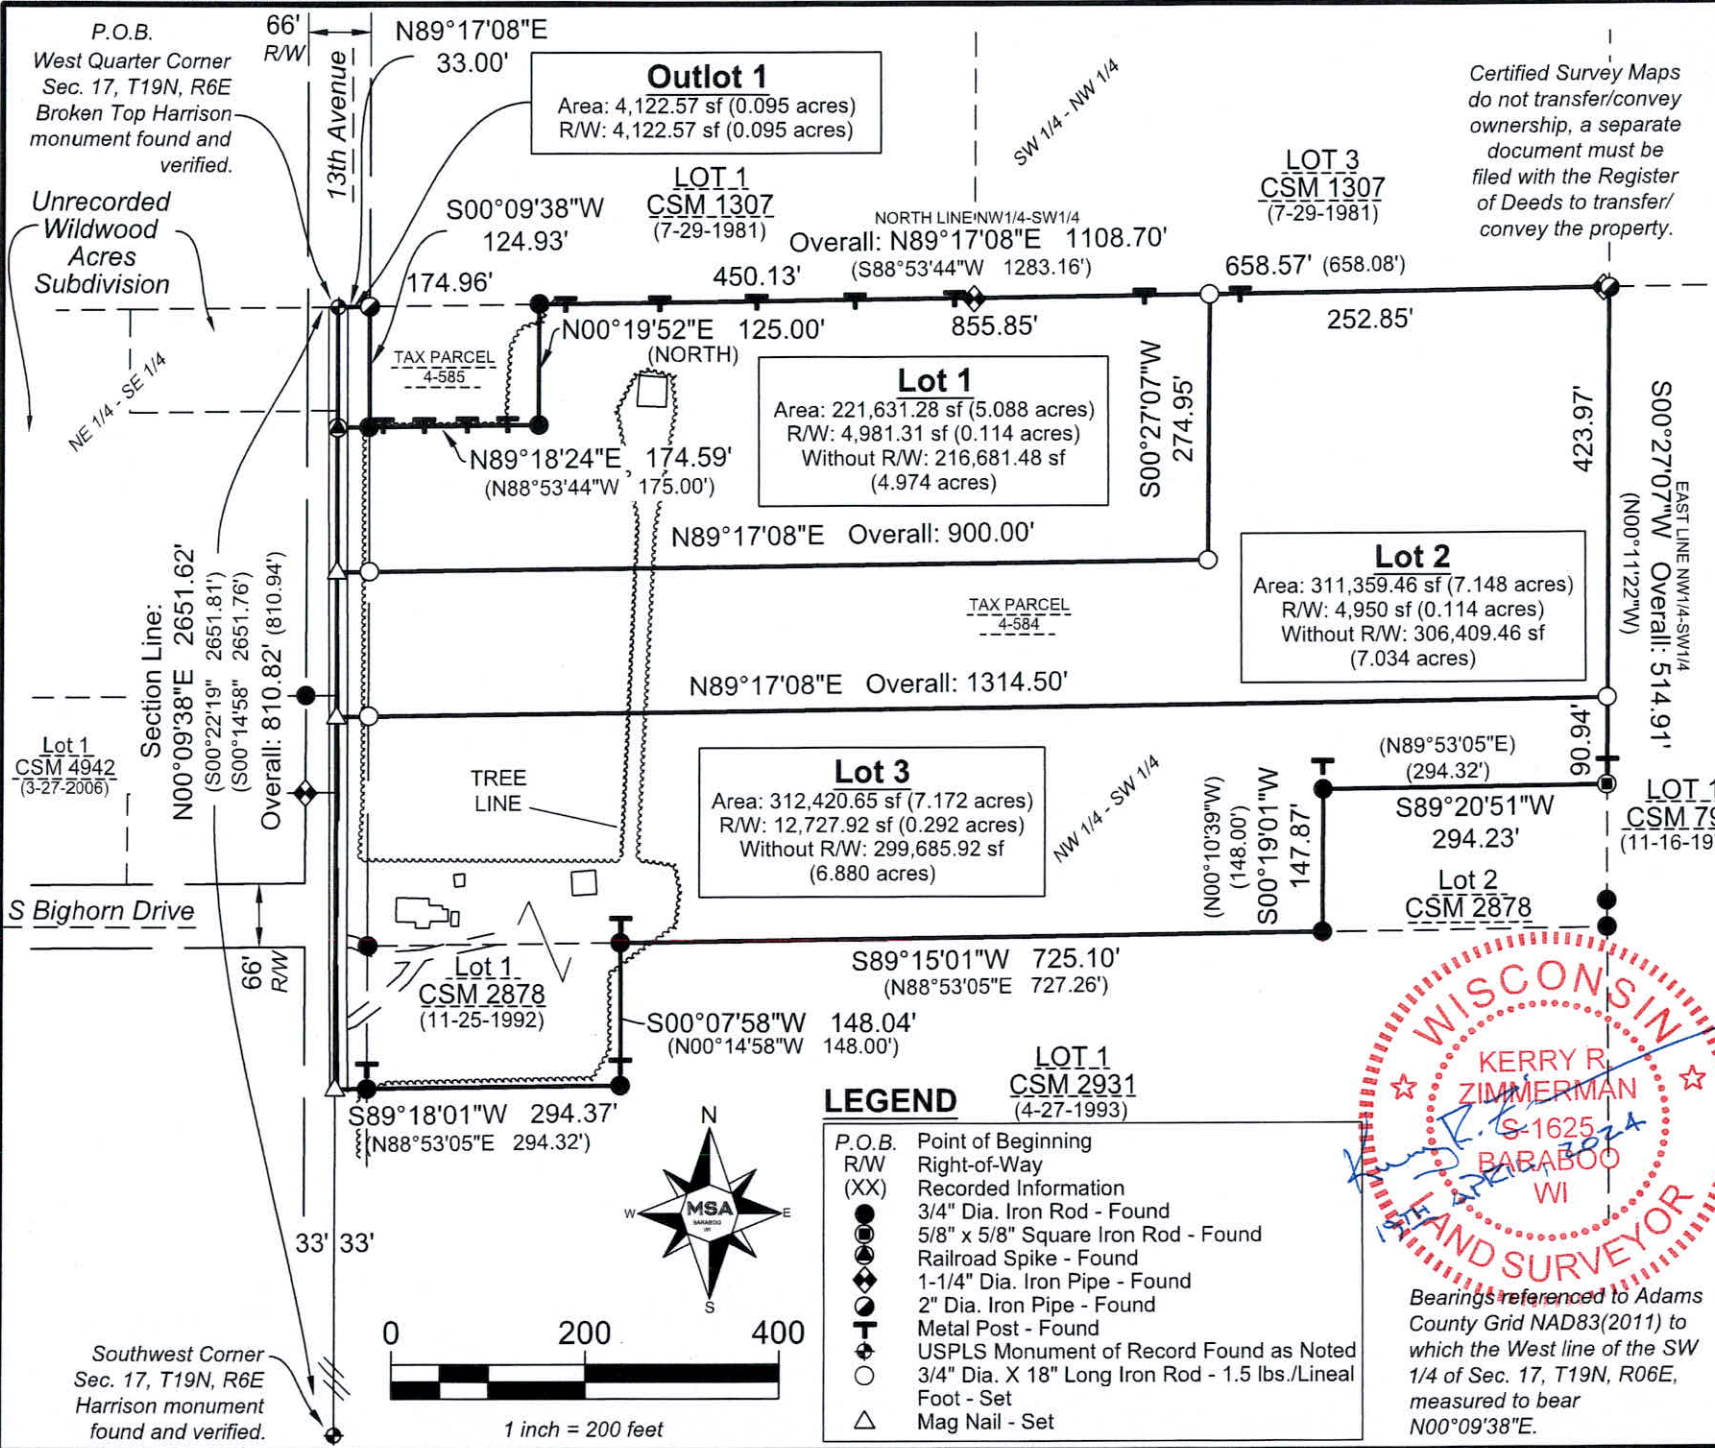 P.O.B.
West Quarter Corner
Sec. 17, T19N, R6E
Broken Top Harrison
monument found and
verified.
66'
R/W
13th Avenue
N89°17'08"E
33.00'
Outlot 1
Area: 4,122.57 sf (0.095 acres)
R/W: 4,122.57 sf (0.095 acres)
SW 1/4 - NW 1/4
Certified Survey Maps
do not transfer/convey
ownership, a separate
document must be
filed with the Register
of Deeds to transfer/
convey the property.
Unrecorded
Wildwood
Acres
Subdivision
S00°09'38"W
124.93'
LOT 1
CSM 1307
(7-29-1981)
LOT 3
CSM 1307
(7-29-1981)
NORTH LINE NW1/4-SW1/4
Overall: N89°17'08"E 1108.70'
(S88°53'44"W 1283.16')
174.96'
450.13'
658.57' (658.08')
N00°19'52"E 125.00'
(NORTH)
855.85'
252.85'
TAX PARCEL
4-585
NE 1/4 - SE 1/4
Lot 1
Area: 221,631.28 sf (5.088 acres)
R/W: 4,981.31 sf (0.114 acres)
Without R/W: 216,681.48 sf
(4.974 acres)
S00°27'07"W
274.95'
423.97'
S00°27'07"W Overall: 514.91'
EAST LINE NW1/4-SW1/4
(N00°11'22"W)
N89°18'24"E 174.59'
(N88°53'44"W 175.00')
N89°17'08"E Overall: 900.00'
Lot 2
Area: 311,359.46 sf (7.148 acres)
R/W: 4,950 sf (0.114 acres)
Without R/W: 306,409.46 sf
(7.034 acres)
TAX PARCEL
4-584
Section Line:
N00°09'38"E 2651.62'
(S00°22'19" 2651.81')
(S00°14'58" 2651.76')
Overall: 810.82' (810.94')
N89°17'08"E Overall: 1314.50'
Lot 1
CSM 4942
(3-27-2006)
TREE
LINE
Lot 3
Area: 312,420.65 sf (7.172 acres)
R/W: 12,727.92 sf (0.292 acres)
Without R/W: 299,685.92 sf
(6.880 acres)
NW 1/4 - SW 1/4
(N89°53'05"E)
(294.32')
90.94'
S89°20'51"W
294.23'
(N00°10'39"W)
(148.00')
S00°19'01"W
147.87'
LOT 1
CSM 79
(11-16-19
Lot 2
CSM 2878
S Bighorn Drive
66'
R/W
Lot 1
CSM 2878
(11-25-1992)
S89°15'01"W 725.10'
(N88°53'05"E 727.26')
S00°07'58"W 148.04'
(N00°14'58"W 148.00')
S89°18'01"W 294.37'
(N88°53'05"E 294.32')
LOT 1
CSM 2931
(4-27-1993)
WISCONSIN
KERRY R.
ZIMMERMAN
S-1625
BARABOO
WI
LAND SURVEYOR
19TH APRIL, 2024
LEGEND
P.O.B. Point of Beginning
R/W Right-of-Way
(XX) Recorded Information
3/4" Dia. Iron Rod - Found
5/8" x 5/8" Square Iron Rod - Found
Railroad Spike - Found
1-1/4" Dia. Iron Pipe - Found
2" Dia. Iron Pipe - Found
Metal Post - Found
USPLS Monument of Record Found as Noted
3/4" Dia. X 18" Long Iron Rod - 1.5 lbs./Lineal
Foot - Set
Mag Nail - Set
N
W
MSA
BARABOO
WI
E
S
33' 33'
0 200 400
1 inch = 200 feet
Southwest Corner
Sec. 17, T19N, R6E
Harrison monument
found and verified.
Bearings referenced to Adams
County Grid NAD83(2011) to
which the West line of the SW
1/4 of Sec. 17, T19N, R06E,
measured to bear
N00°09'38"E.